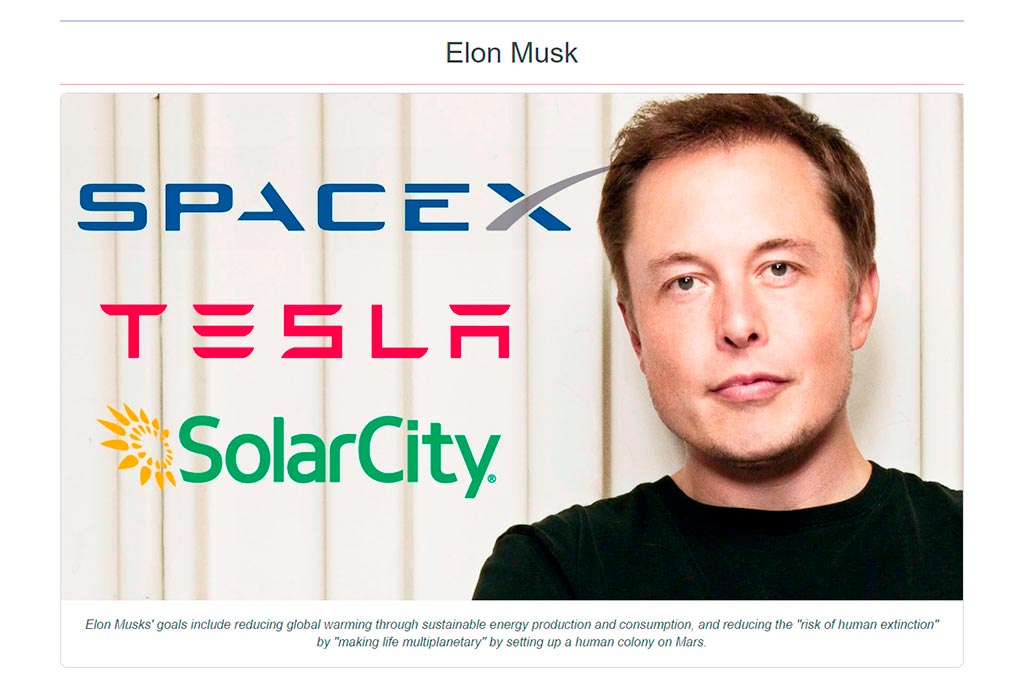 Elon Musk
SPACEX
TESLA
SolarCity®
Elon Musks' goals include reducing global warming through sustainable energy production and consumption, and reducing the "risk of human extinction"
by "making life multiplanetary" by setting up a human colony on Mars.